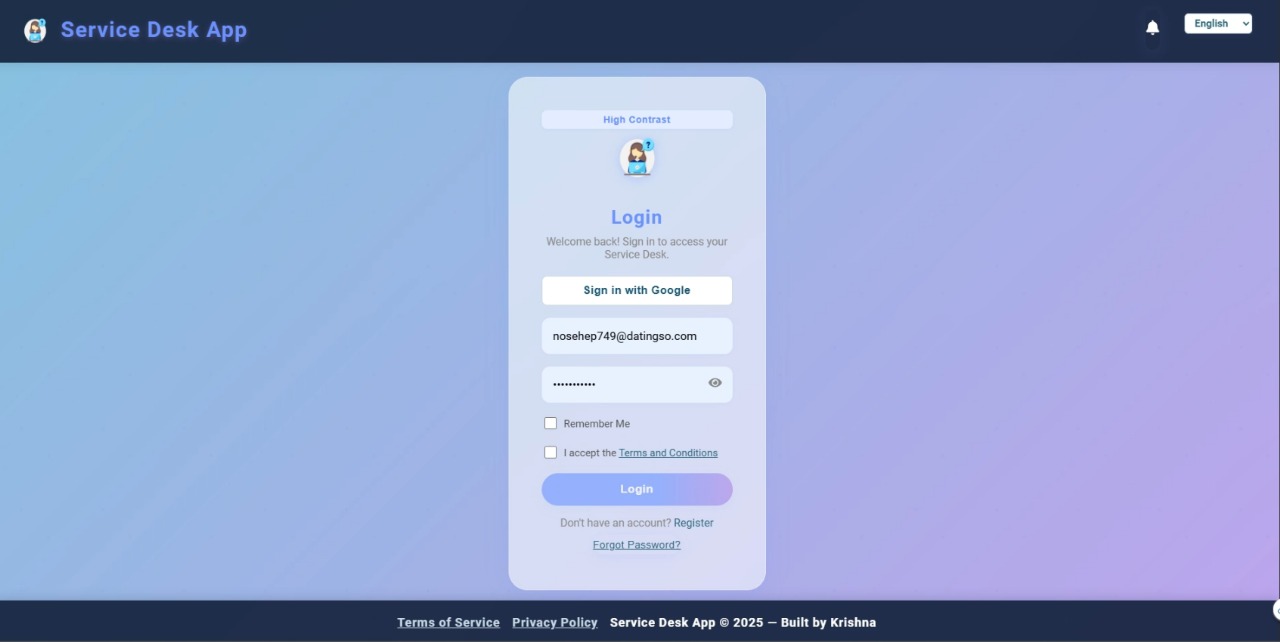 Service Desk App
English
High Contrast
?
Login
Welcome back! Sign in to access your
Service Desk.
Sign in with Google
nosehep749@datingso.com
•••••••••••
Remember Me
I accept the Terms and Conditions
Login
Don't have an account? Register
Forgot Password?
Terms of Service Privacy Policy Service Desk App © 2025 — Built by Krishna